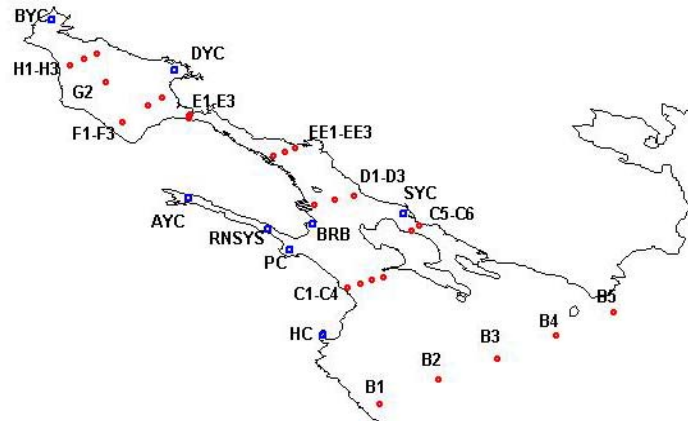 BYC
DYC
H1-H3
G2
E1-E3
F1-F3
EE1-EE3
D1-D3
SYC
C5-C6
AYC
RNSYS
BRB
PC
C1-C4
B5
HC
B4
B3
B2
B1